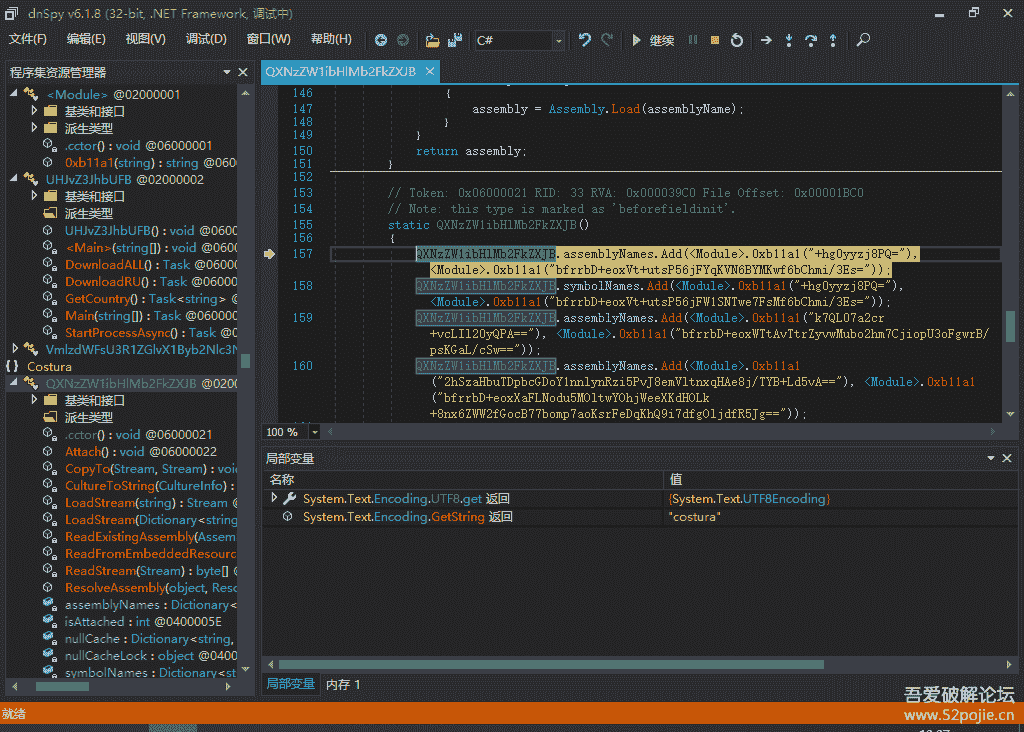 dnSpy v6.1.8 (32-bit, .NET Framework, 调试中)
文件(F) 编辑(E) 视图(V) 调试(D) 窗口(W) 帮助(H) C# 继续
程序集资源管理器
<Module> @02000001
基类和接口
派生类型
.cctor() : void @06000001
0xb11a1(string) : string @060
UHJvZ3JhbUFB @02000002
基类和接口
派生类型
UHJvZ3JhbUFB() : void @0600
<Main>(string[]) : void @0600
DownloadALL() : Task @06000
DownloadRU() : Task @06000
GetCountry() : Task<string> @
Main(string[]) : Task @06000
StartProcessAsync() : Task @0
VmlzdWFsU3R1ZGlvX1Byb2Nlc3N
Costura
QXNzZW1ibHlMb2FkZXJB @0200
基类和接口
派生类型
.cctor() : void @06000021
Attach() : void @06000022
CopyTo(Stream, Stream) : void
CultureToString(CultureInfo) :
LoadStream(string) : Stream @
LoadStream(Dictionary<string
ReadExistingAssembly(Assem
ReadFromEmbeddedResourc
ReadStream(Stream) : byte[] @
ResolveAssembly(object, Reso
assemblyNames : Dictionary<
isAttached : int @0400005E
nullCache : Dictionary<string,
nullCacheLock : object @0400
symbolNames : Dictionary<st
QXNzZW1ibHlMb2FkZXJB
146 {
147 assembly = Assembly.Load(assemblyName);
148 }
149 }
150 return assembly;
151 }
152
153 // Token: 0x06000021 RID: 33 RVA: 0x000039C0 File Offset: 0x00001BC0
154 // Note: this type is marked as 'beforefieldinit'.
155 static QXNzZW1ibHlMb2FkZXJB()
156 {
157 QXNzZW1ibHlMb2FkZXJB.assemblyNames.Add(<Module>.0xb11a1("+hg0yyzj8PQ="),
<Module>.0xb11a1("bfrrbD+eoxVt+utsP56jFYqKVN6BYMKwf6bChmi/3Es="));
158 QXNzZW1ibHlMb2FkZXJB.symbolNames.Add(<Module>.0xb11a1("+hg0yyzj8PQ="),
<Module>.0xb11a1("bfrrbD+eoxVt+utsP56jFW1SNTwe7FsMf6bChmi/3Es="));
159 QXNzZW1ibHlMb2FkZXJB.assemblyNames.Add(<Module>.0xb11a1("k7QL07a2cr
+vcLIl20yQPA=="), <Module>.0xb11a1("bfrrbD+eoxWTtAvTtrZyvwMubo2hm7CjiopU3oFgwrB/
psKGaL/cSw=="));
160 QXNzZW1ibHlMb2FkZXJB.assemblyNames.Add(<Module>.0xb11a1
("2hSzaHbuTDpbcGDoY1nnlynRzi5PvJ8emVltnxqHAe8j/TYB+Ld5vA=="), <Module>.0xb11a1
("bfrrbD+eoxXaFLNodu5MOltwYOhjWeeXKdHOLk
+8nx6ZWW2fGocB77bomp7aoKsrFeDqKhQ9i7dfgOljdfR5Jg=="));
100 %
局部变量
名称 值
System.Text.Encoding.UTF8.get 返回 {System.Text.UTF8Encoding}
System.Text.Encoding.GetString 返回 "costura"
局部变量 内存 1
就绪
吾爱破解论坛
www.52pojie.cn